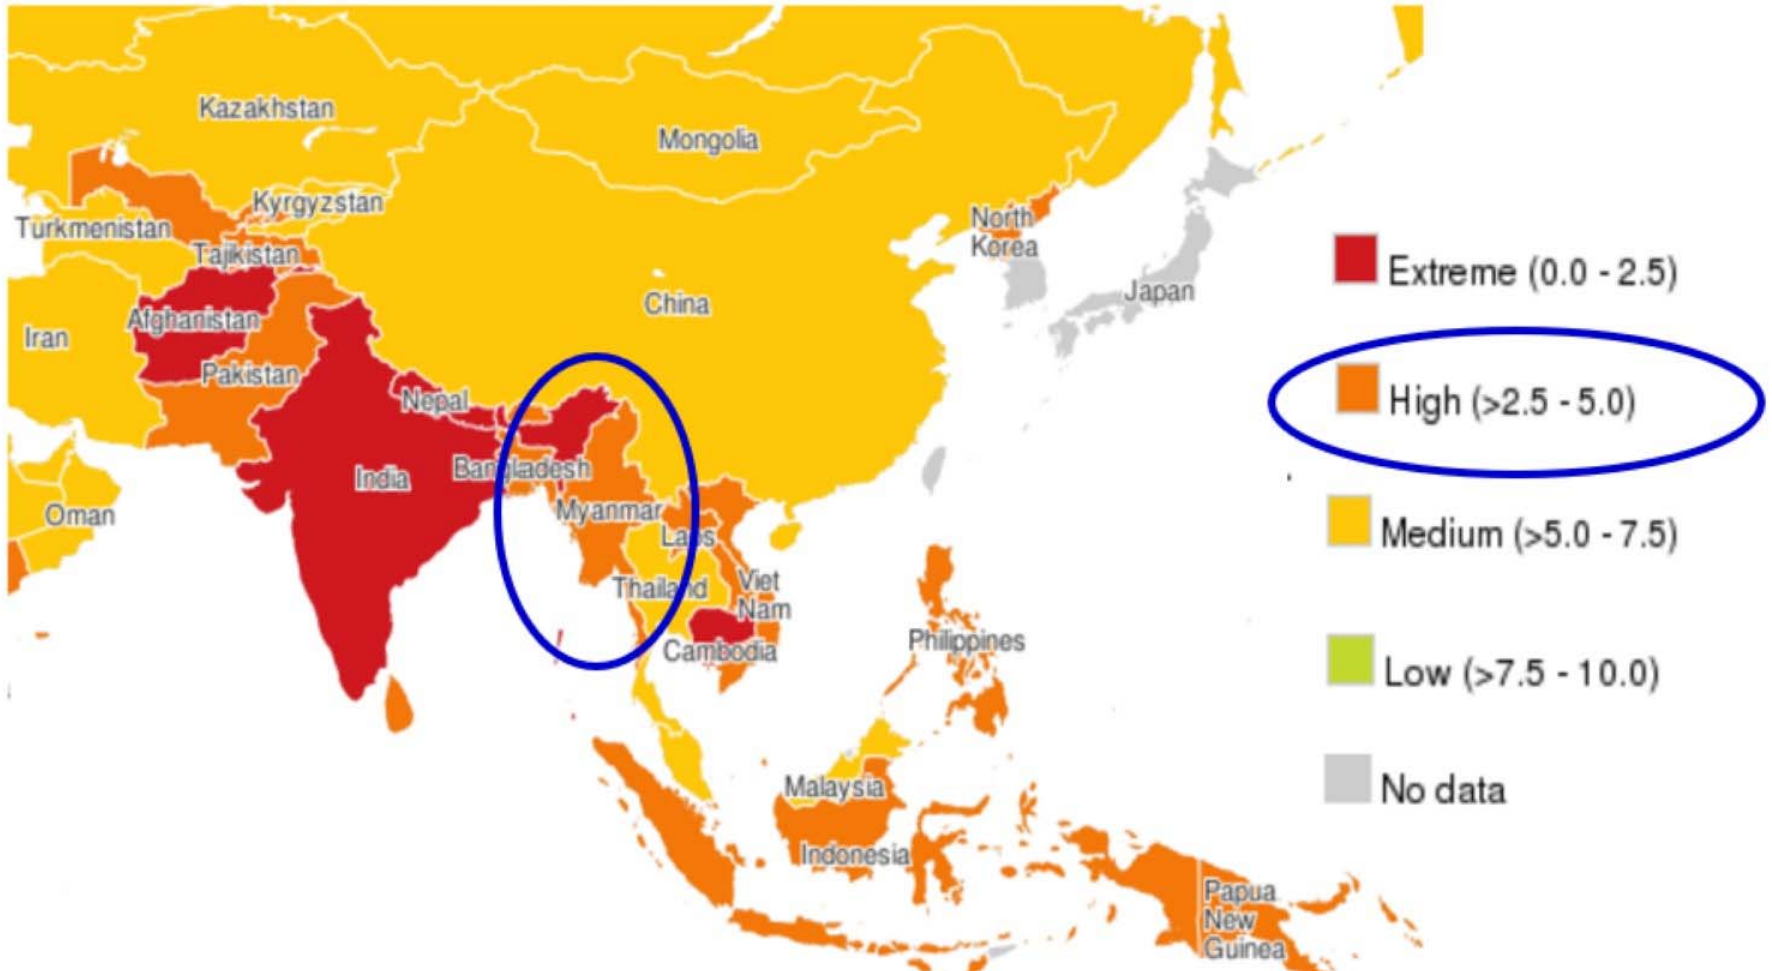 Kazakhstan
Mongolia
Kyrgyzstan
Turkmenistan
Tajikistan
North
Korea
China
Japan
Afghanistan
Iran
Pakistan
Nepal
India
Bangladesh
Oman
Myanmar
Laos
Thailand
Viet
Nam
Cambodia
Philippines
Malaysia
Indonesia
Papua
New
Guinea
Extreme (0.0 - 2.5)
High (>2.5 - 5.0)
Medium (>5.0 - 7.5)
Low (>7.5 - 10.0)
No data